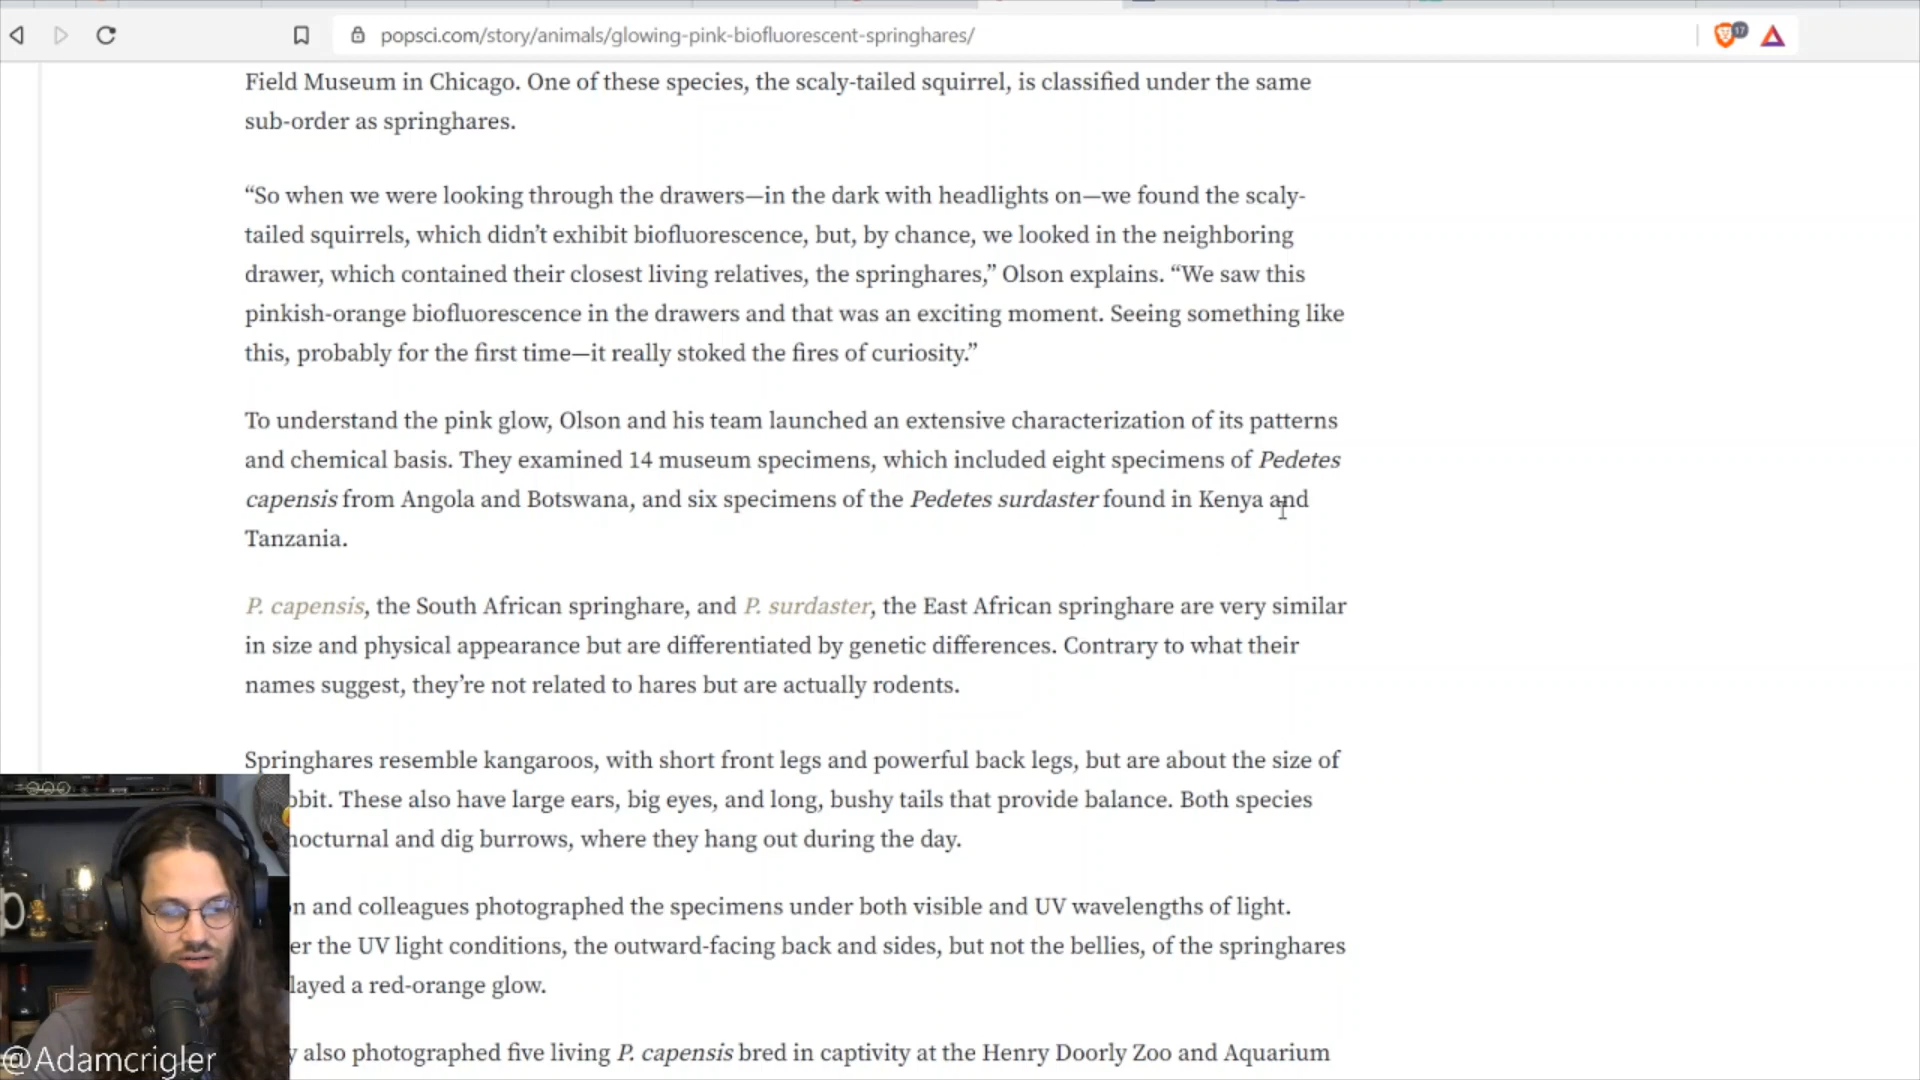 popsci.com/story/animals/glowing-pink-biofluorescent-springhares/
17
Field Museum in Chicago. One of these species, the scaly-tailed squirrel, is classified under the same
sub-order as springhares.
“So when we were looking through the drawers—in the dark with headlights on—we found the scaly-
tailed squirrels, which didn’t exhibit biofluorescence, but, by chance, we looked in the neighboring
drawer, which contained their closest living relatives, the springhares,” Olson explains. “We saw this
pinkish-orange biofluorescence in the drawers and that was an exciting moment. Seeing something like
this, probably for the first time—it really stoked the fires of curiosity.”
To understand the pink glow, Olson and his team launched an extensive characterization of its patterns
and chemical basis. They examined 14 museum specimens, which included eight specimens of Pedetes
capensis from Angola and Botswana, and six specimens of the Pedetes surdaster found in Kenya and
Tanzania.
P. capensis, the South African springhare, and P. surdaster, the East African springhare are very similar
in size and physical appearance but are differentiated by genetic differences. Contrary to what their
names suggest, they’re not related to hares but are actually rodents.
Springhares resemble kangaroos, with short front legs and powerful back legs, but are about the size of
bbit. These also have large ears, big eyes, and long, bushy tails that provide balance. Both species
nocturnal and dig burrows, where they hang out during the day.
n and colleagues photographed the specimens under both visible and UV wavelengths of light.
er the UV light conditions, the outward-facing back and sides, but not the bellies, of the springhares
layed a red-orange glow.
y also photographed five living P. capensis bred in captivity at the Henry Doorly Zoo and Aquarium
@Adamcrigler